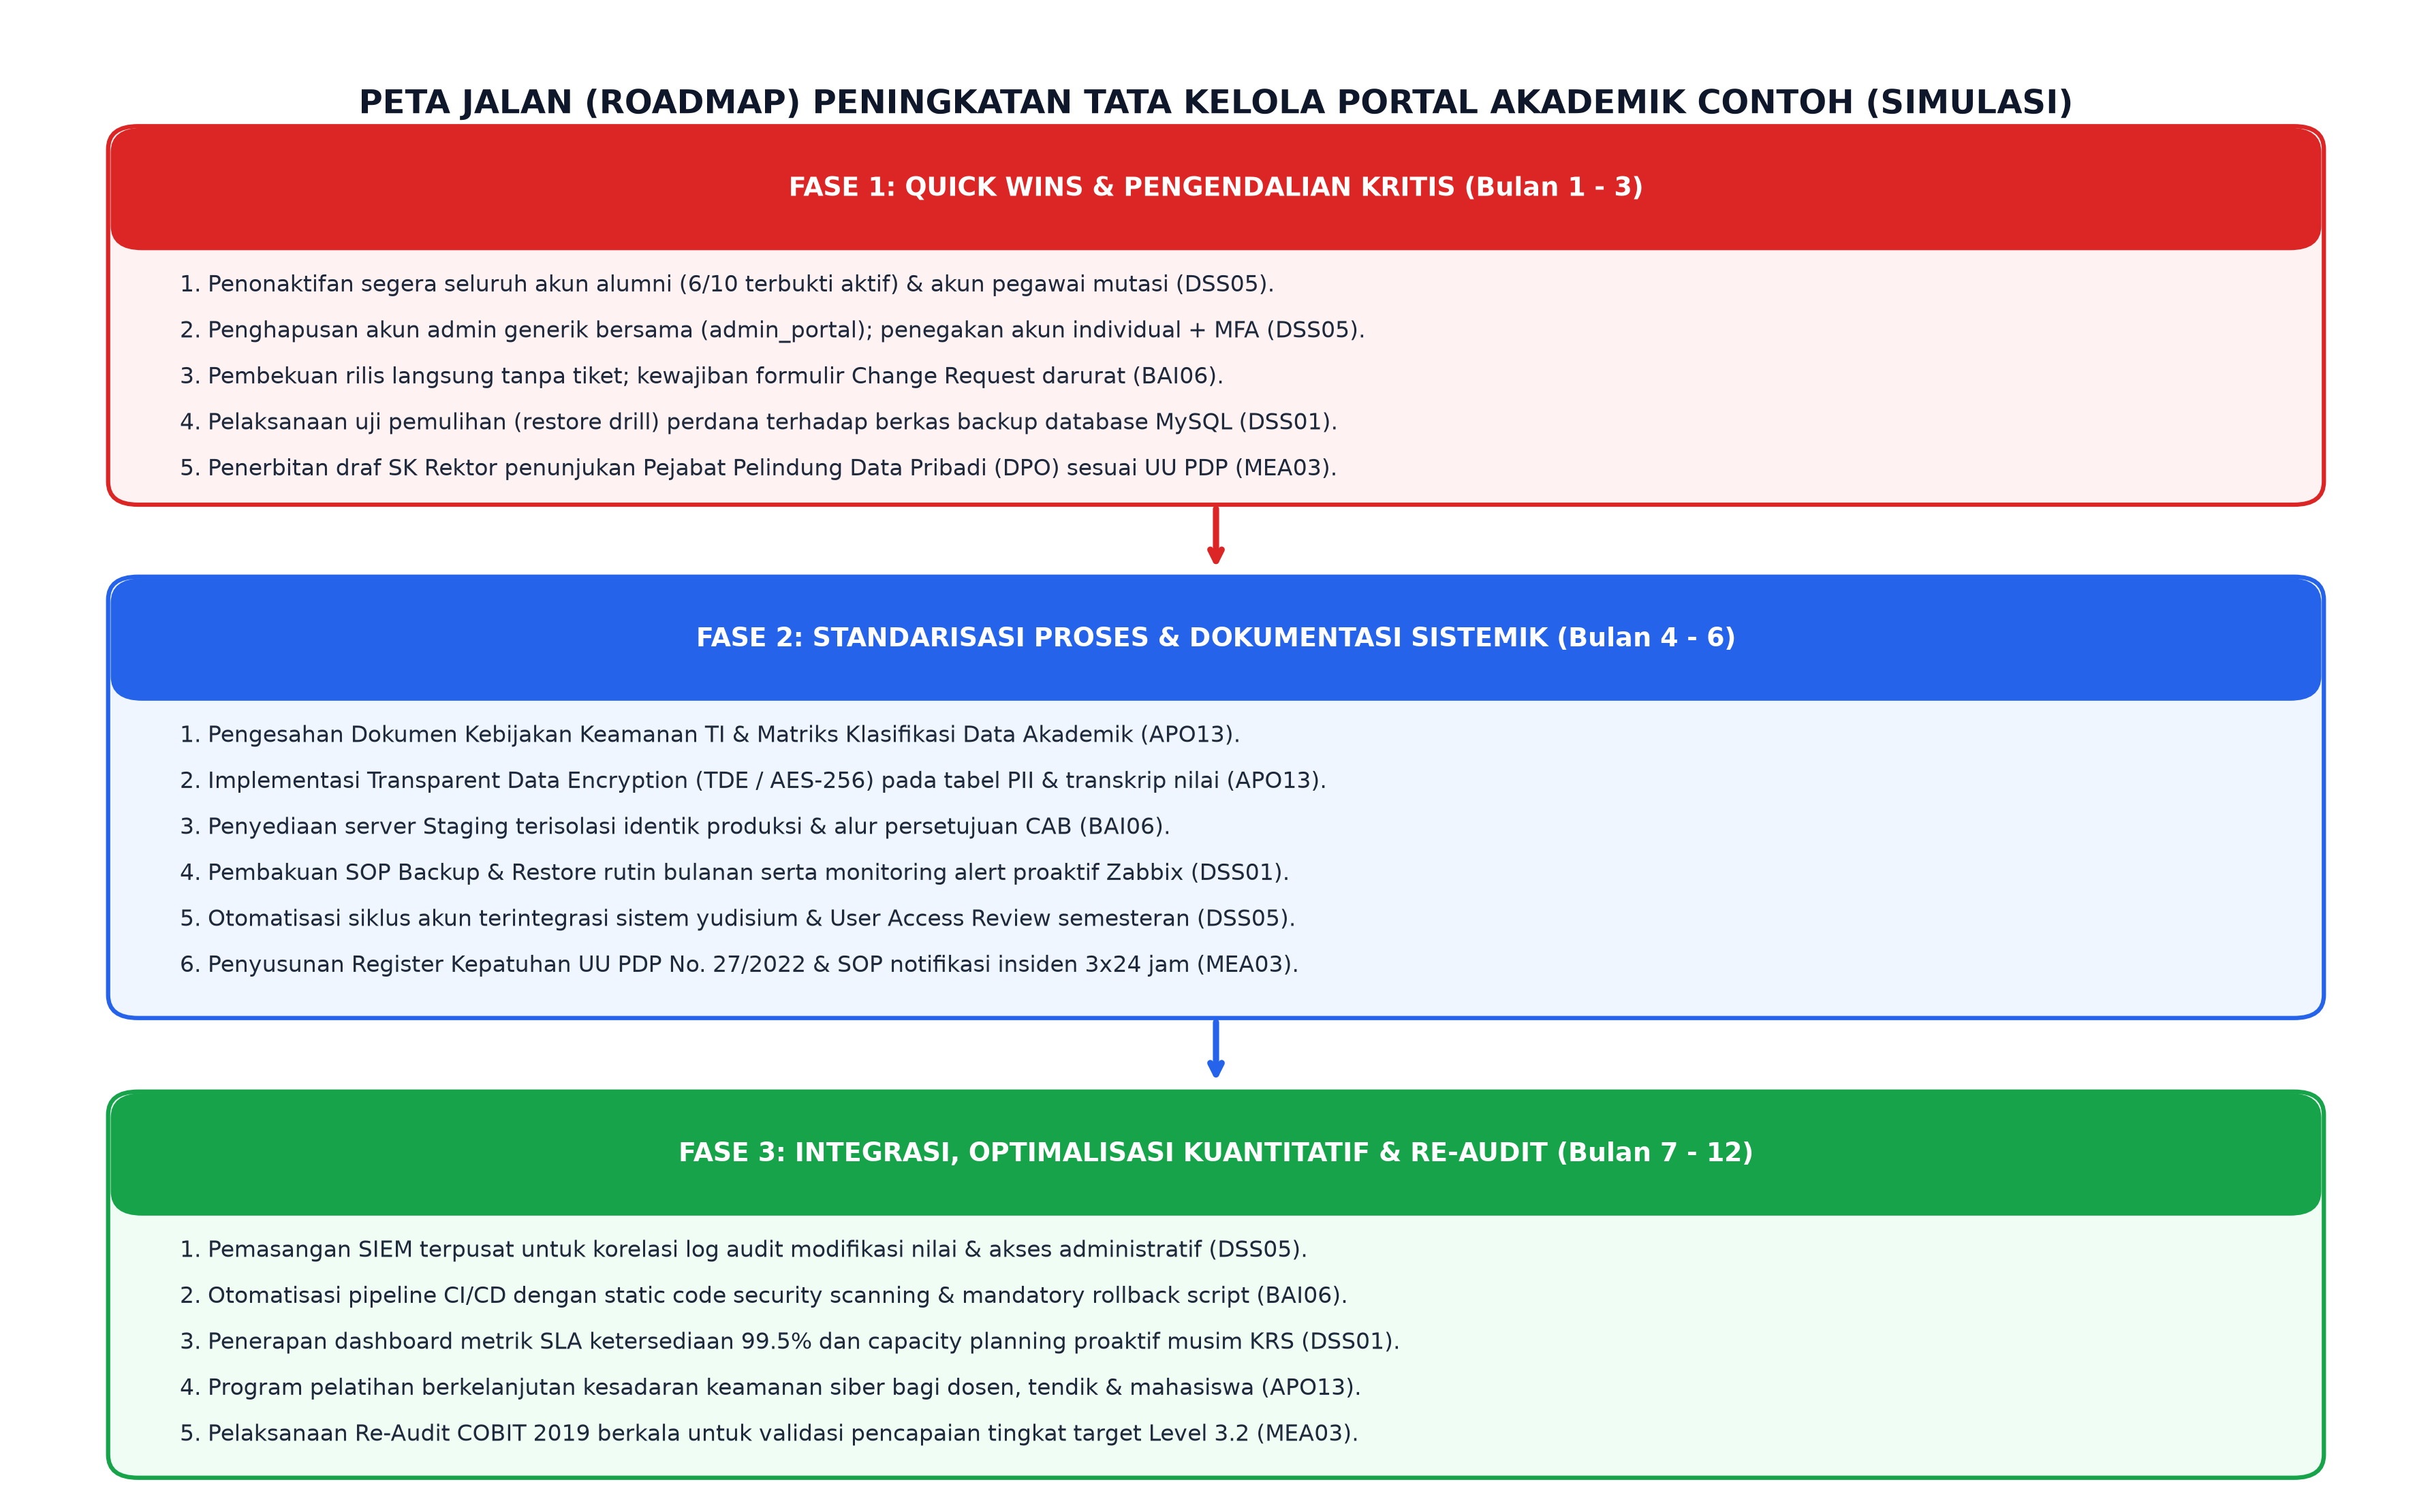 PETA JALAN (ROADMAP) PENINGKATAN TATA KELOLA PORTAL AKADEMIK CONTOH (SIMULASI)
FASE 1: QUICK WINS & PENGENDALIAN KRITIS (Bulan 1 - 3)
1. Penonaktifan segera seluruh akun alumni (6/10 terbukti aktif) & akun pegawai mutasi (DSS05).
2. Penghapusan akun admin generik bersama (admin_portal); penegakan akun individual + MFA (DSS05).
3. Pembekuan rilis langsung tanpa tiket; kewajiban formulir Change Request darurat (BAI06).
4. Pelaksanaan uji pemulihan (restore drill) perdana terhadap berkas backup database MySQL (DSS01).
5. Penerbitan draf SK Rektor penunjukan Pejabat Pelindung Data Pribadi (DPO) sesuai UU PDP (MEA03).
FASE 2: STANDARISASI PROSES & DOKUMENTASI SISTEMIK (Bulan 4 - 6)
1. Pengesahan Dokumen Kebijakan Keamanan TI & Matriks Klasifikasi Data Akademik (APO13).
2. Implementasi Transparent Data Encryption (TDE / AES-256) pada tabel PII & transkrip nilai (APO13).
3. Penyediaan server Staging terisolasi identik produksi & alur persetujuan CAB (BAI06).
4. Pembakuan SOP Backup & Restore rutin bulanan serta monitoring alert proaktif Zabbix (DSS01).
5. Otomatisasi siklus akun terintegrasi sistem yudisium & User Access Review semesteran (DSS05).
6. Penyusunan Register Kepatuhan UU PDP No. 27/2022 & SOP notifikasi insiden 3x24 jam (MEA03).
FASE 3: INTEGRASI, OPTIMALISASI KUANTITATIF & RE-AUDIT (Bulan 7 - 12)
1. Pemasangan SIEM terpusat untuk korelasi log audit modifikasi nilai & akses administratif (DSS05).
2. Otomatisasi pipeline CI/CD dengan static code security scanning & mandatory rollback script (BAI06).
3. Penerapan dashboard metrik SLA ketersediaan 99.5% dan capacity planning proaktif musim KRS (DSS01).
4. Program pelatihan berkelanjutan kesadaran keamanan siber bagi dosen, tendik & mahasiswa (APO13).
5. Pelaksanaan Re-Audit COBIT 2019 berkala untuk validasi pencapaian tingkat target Level 3.2 (MEA03).